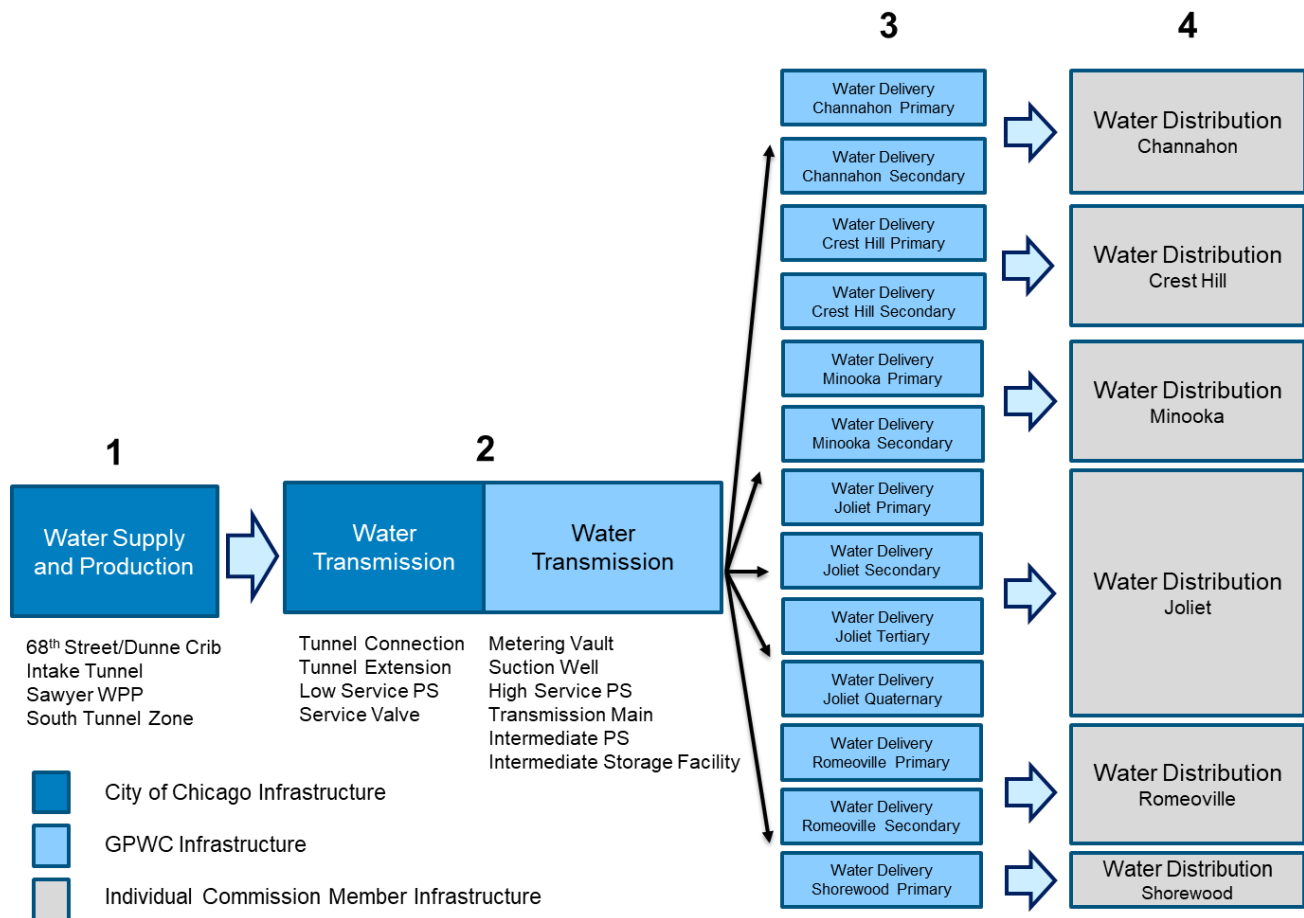 1
Water Supply
and Production
68th Street/Dunne Crib
Intake Tunnel
Sawyer WPP
South Tunnel Zone
2
Water
Transmission
Tunnel Connection
Tunnel Extension
Low Service PS
Service Valve
Water
Transmission
Metering Vault
Suction Well
High Service PS
Transmission Main
Intermediate PS
Intermediate Storage Facility
3
Water Delivery
Channahon Primary
Water Delivery
Channahon Secondary
Water Delivery
Crest Hill Primary
Water Delivery
Crest Hill Secondary
Water Delivery
Minooka Primary
Water Delivery
Minooka Secondary
Water Delivery
Joliet Primary
Water Delivery
Joliet Secondary
Water Delivery
Joliet Tertiary
Water Delivery
Joliet Quaternary
Water Delivery
Romeoville Primary
Water Delivery
Romeoville Secondary
Water Delivery
Shorewood Primary
4
Water Distribution
Channahon
Water Distribution
Crest Hill
Water Distribution
Minooka
Water Distribution
Joliet
Water Distribution
Romeoville
Water Distribution
Shorewood
City of Chicago Infrastructure
GPWC Infrastructure
Individual Commission Member Infrastructure